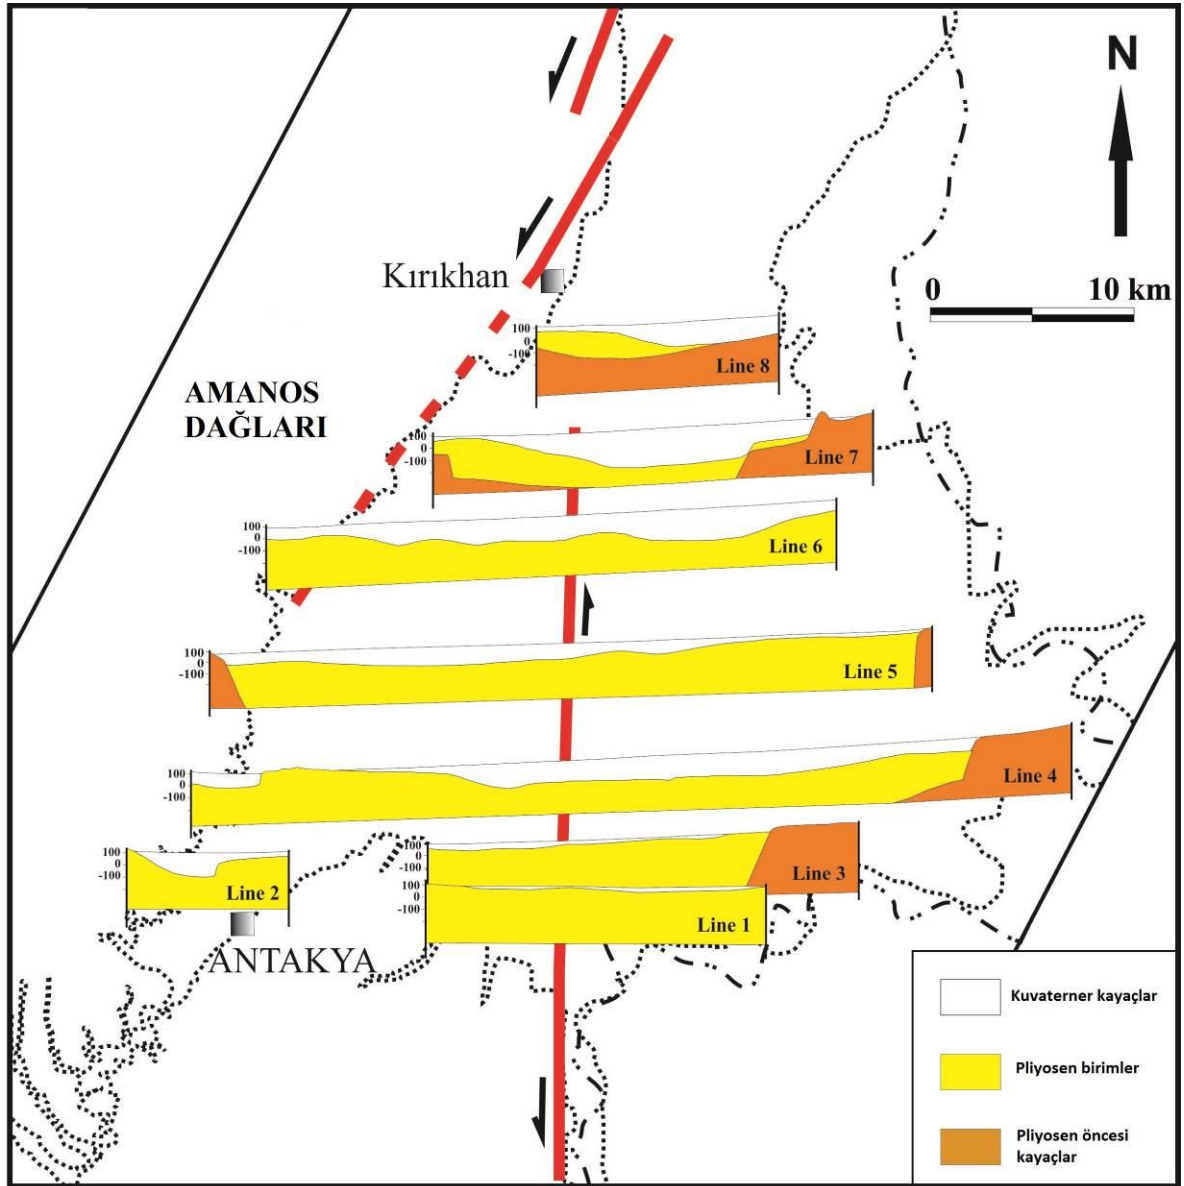 N
0 10 km
Kırıkhan
AMANOS
DAĞLARI
100
0
-100
Line 8
100
0
-100
Line 7
100
0
-100
Line 6
100
0
-100
Line 5
100
0
-100
Line 4
100
0
-100
Line 3
100
0
-100
Line 2
100
0
-100
Line 1
ANTAKYA
Kuvaterner kayaçlar
Pliyosen birimler
Pliyosen öncesi
kayaçlar